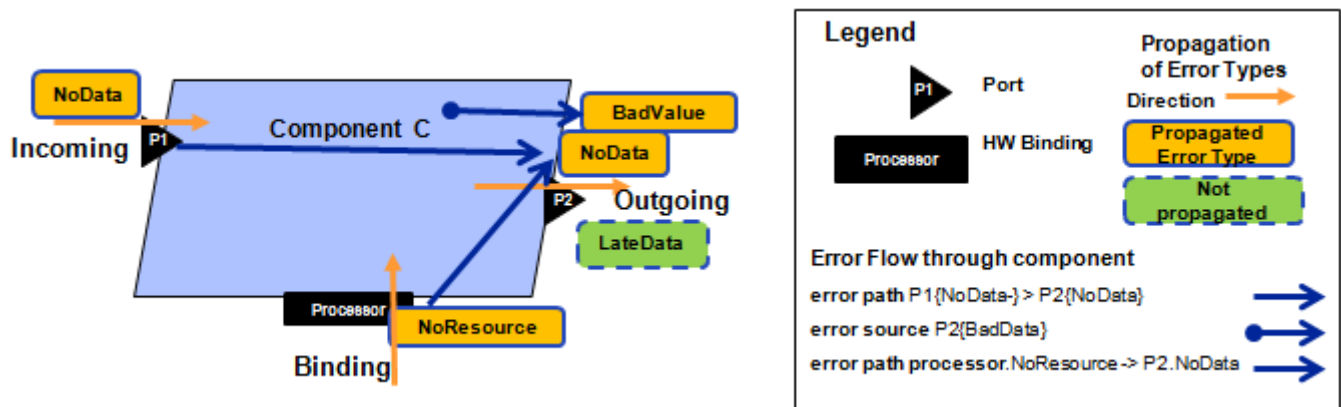 NoData
Incoming
P1
Component C
BadValue
NoData
P2
Outgoing
LateData
Processor
NoResource
Binding
Legend
P1
Port
Processor
HW Binding
Propagation
of Error Types
Direction
Propagated
Error Type
Not
propagated
Error Flow through component
error path P1{NoData-} > P2{NoData}
error source P2{BadData}
error path processor.NoResource -> P2.NoData